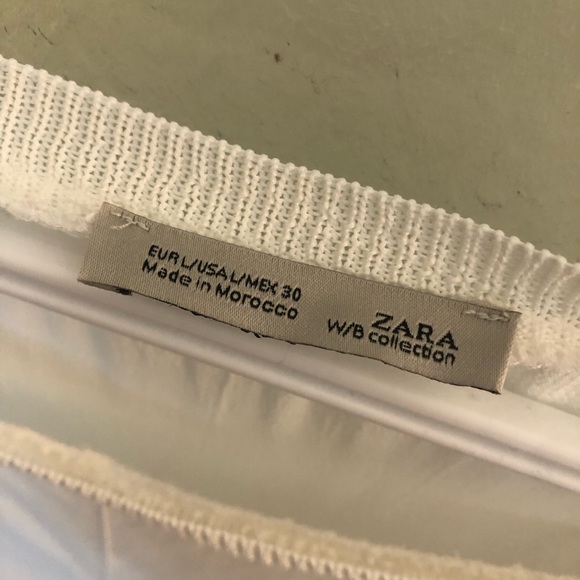 EUR L/USA L/MEX 30
Made in Morocco
ZARA
W/B collection